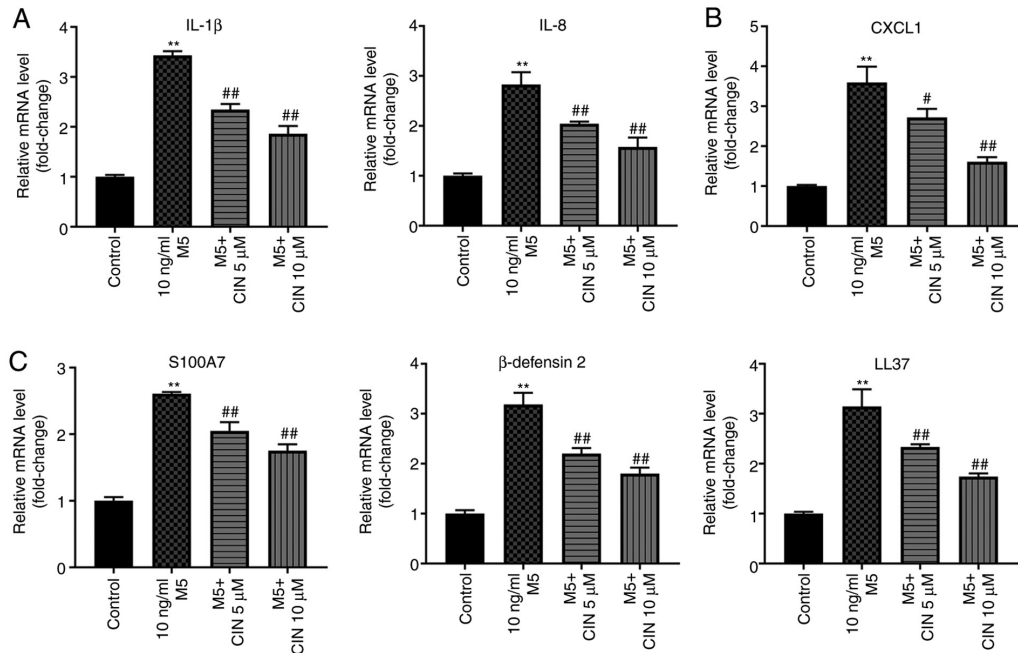 A
IL-1β
Relative mRNA level
(fold-change)
4
3
2
1
0
**
##
##
Control
10 ng/ml
M5
M5+
CIN 5 μM
M5+
CIN 10 μM
IL-8
Relative mRNA level
(fold-change)
4
3
2
1
0
**
##
##
Control
10 ng/ml
M5
M5+
CIN 5 μM
M5+
CIN 10 μM
B
CXCL1
Relative mRNA level
(fold-change)
5
4
3
2
1
0
**
#
##
Control
10 ng/ml
M5
M5+
CIN 5 μM
M5+
CIN 10 μM
C
S100A7
Relative mRNA level
(fold-change)
3
2
1
0
**
##
##
Control
10 ng/ml
M5
M5+
CIN 5 μM
M5+
CIN 10 μM
β-defensin 2
Relative mRNA level
(fold-change)
4
3
2
1
0
**
##
##
Control
10 ng/ml
M5
M5+
CIN 5 μM
M5+
CIN 10 μM
LL37
Relative mRNA level
(fold-change)
4
3
2
1
0
**
##
##
Control
10 ng/ml
M5
M5+
CIN 5 μM
M5+
CIN 10 μM